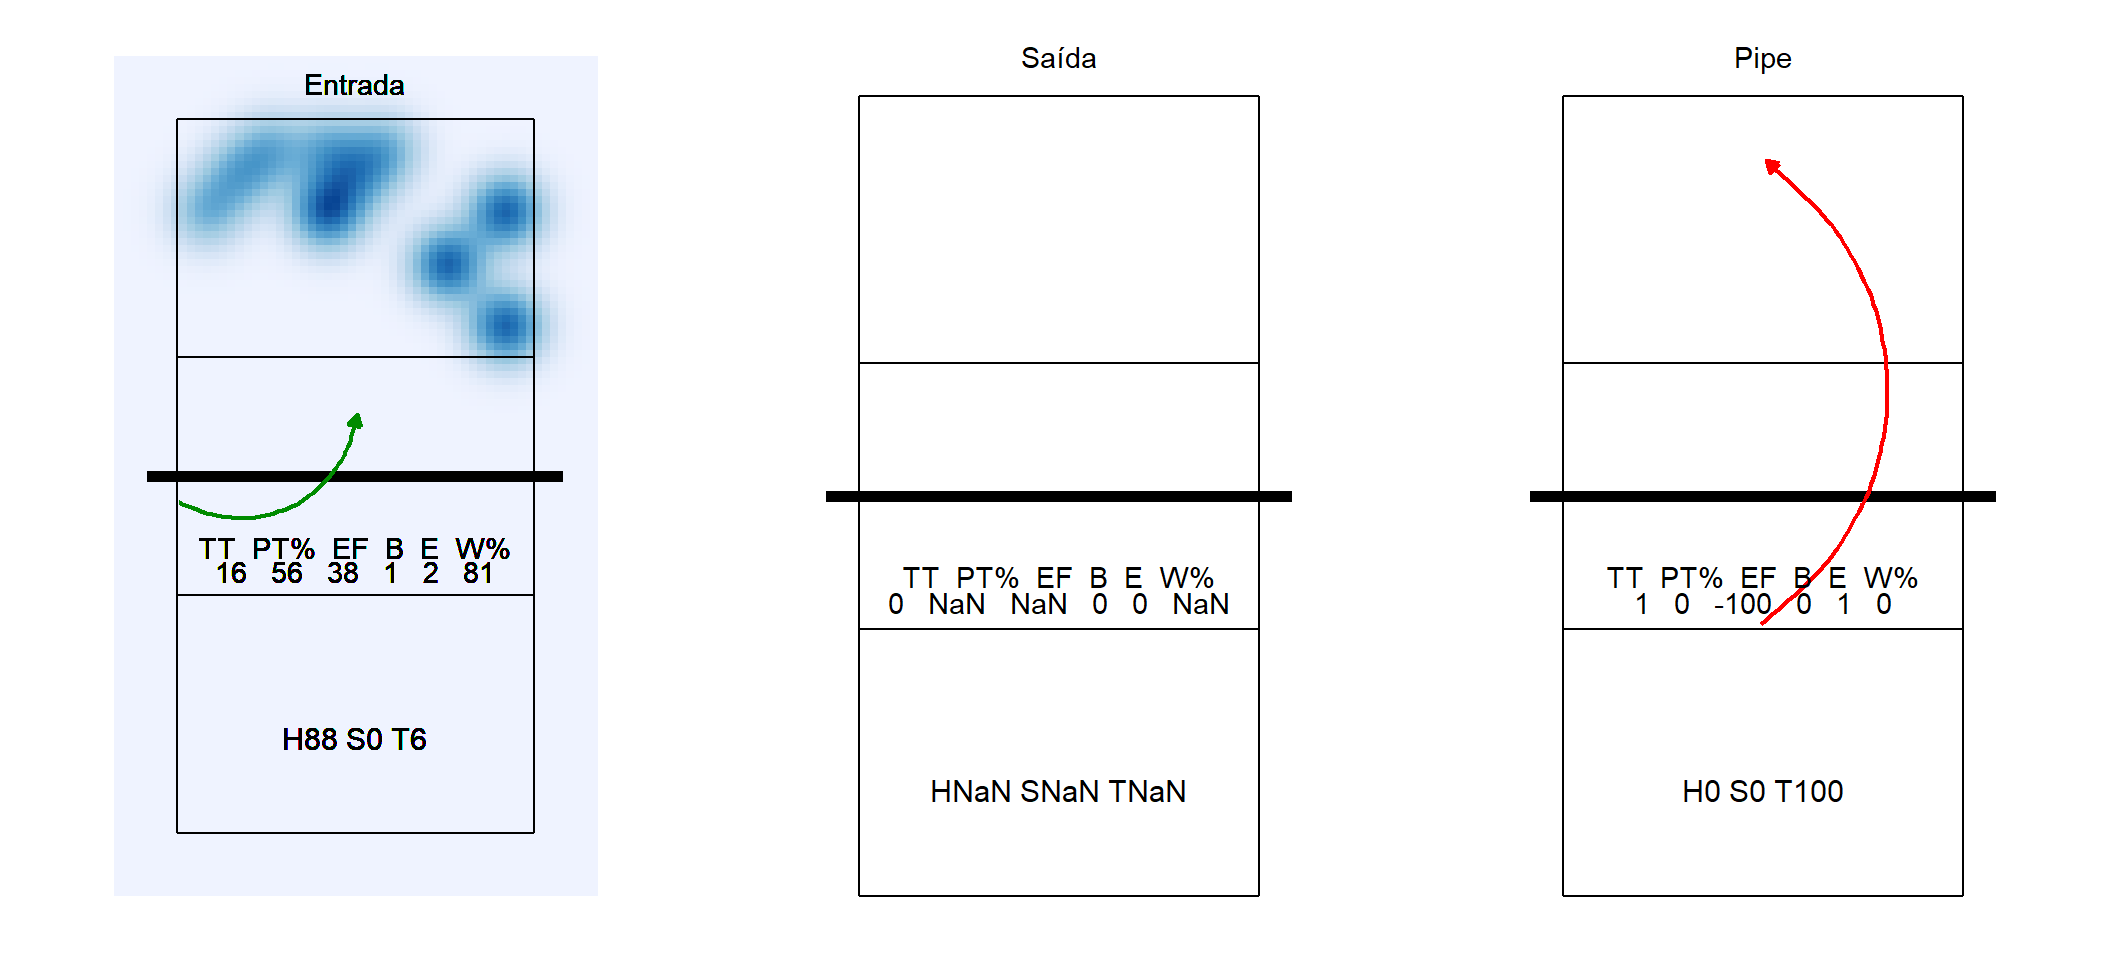 Entrada
TT PT% EF B E W%
16 56 38 1 2 81
H88 S0 T6
Saída
TT PT% EF B E W%
0 NaN NaN 0 0 NaN
HNaN SNaN TNaN
Pipe
TT PT% EF B E W%
1 0 -100 0 1 0
H0 S0 T100